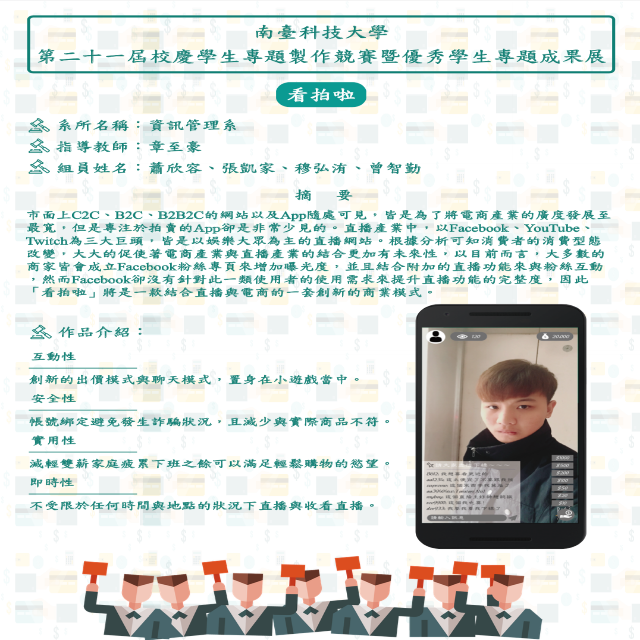 南臺科技大學
第二十一屆校慶學生專題製作競賽暨優秀學生專題成果展
看拍啦
系所名稱：資訊管理系
指導教師：章至豪
組員姓名：蕭欣容、張凱家、穆弘洧、曾智勤
摘 要
市面上C2C、B2C、B2B2C的網站以及App隨處可見，皆是為了將電商產業的廣度發展至
最寬，但是專注於拍賣的App卻是非常少見的。直播產業中，以Facebook、YouTube、
Twitch為三大巨頭，皆是以娛樂大眾為主的直播網站。根據分析可知消費者的消費型態
改變，大大的促使著電商產業與直播產業的結合更加有未來性，以目前而言，大多數的
商家皆會成立Facebook粉絲專頁來增加曝光度，並且結合附加的直播功能來與粉絲互動
，然而Facebook卻沒有針對此一類使用者的使用需求來提升直播功能的完整度，因此
「看拍啦」將是一款結合直播與電商的一套創新的商業模式。
作品介紹：
互動性
創新的出價模式與聊天模式，置身在小遊戲當中。
安全性
帳號綁定避免發生詐騙狀況，且減少與實際商品不符。
實用性
減輕雙薪家庭疲累下班之餘可以滿足輕鬆購物的慾望。
即時性
不受限於任何時間與地點的狀況下直播與收看直播。